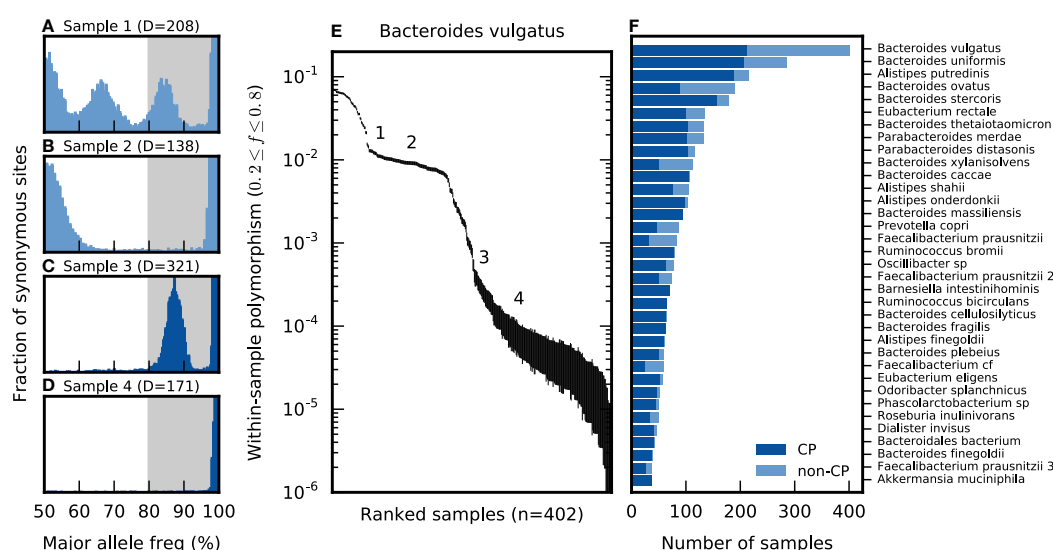 A Sample 1 (D=208)
B Sample 2 (D=138)
C Sample 3 (D=321)
D Sample 4 (D=171)
Fraction of synonymous sites
50 60 70 80 90 100
Major allele freq (%)
E Bacteroides vulgatus
Within-sample polymorphism (0.2 ≤ f ≤ 0.8)
10⁻¹
10⁻²
10⁻³
10⁻⁴
10⁻⁵
10⁻⁶
1
2
3
4
Ranked samples (n=402)
F
Bacteroides vulgatus
Bacteroides uniformis
Alistipes putredinis
Bacteroides ovatus
Bacteroides stercoris
Eubacterium rectale
Bacteroides thetaiotaomicron
Parabacteroides merdae
Parabacteroides distasonis
Bacteroides xylanisolvens
Bacteroides caccae
Alistipes shahii
Alistipes onderdonkii
Bacteroides massiliensis
Prevotella copri
Faecalibacterium prausnitzii
Ruminococcus bromii
Oscillibacter sp
Faecalibacterium prausnitzii 2
Barnesiella intestinihominis
Ruminococcus bicirculans
Bacteroides cellulosilyticus
Bacteroides fragilis
Alistipes finegoldii
Bacteroides plebeius
Faecalibacterium cf
Eubacterium eligens
Odoribacter splanchnicus
Phascolarctobacterium sp
Roseburia inulinivorans
Dialister invisus
Bacteroidales bacterium
Bacteroides finegoldii
Faecalibacterium prausnitzii 3
Akkermansia muciniphila
CP
non-CP
0 100 200 300 400
Number of samples